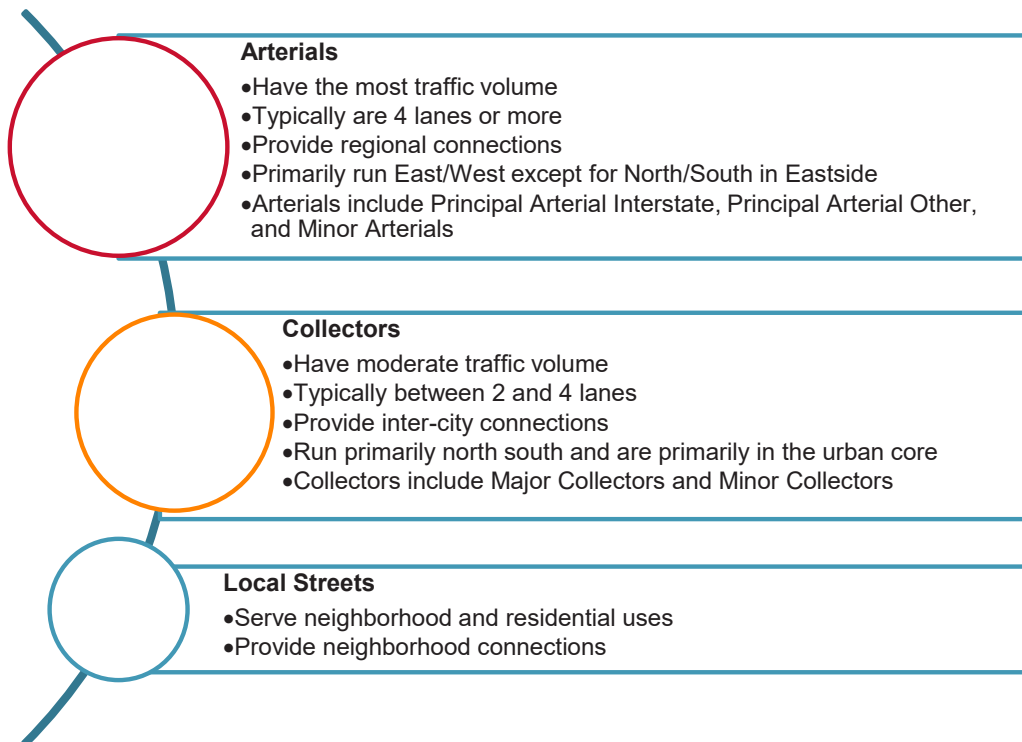 Arterials
•Have the most traffic volume
•Typically are 4 lanes or more
•Provide regional connections
•Primarily run East/West except for North/South in Eastside
•Arterials include Principal Arterial Interstate, Principal Arterial Other,
and Minor Arterials
Collectors
•Have moderate traffic volume
•Typically between 2 and 4 lanes
•Provide inter-city connections
•Run primarily north south and are primarily in the urban core
•Collectors include Major Collectors and Minor Collectors
Local Streets
•Serve neighborhood and residential uses
•Provide neighborhood connections